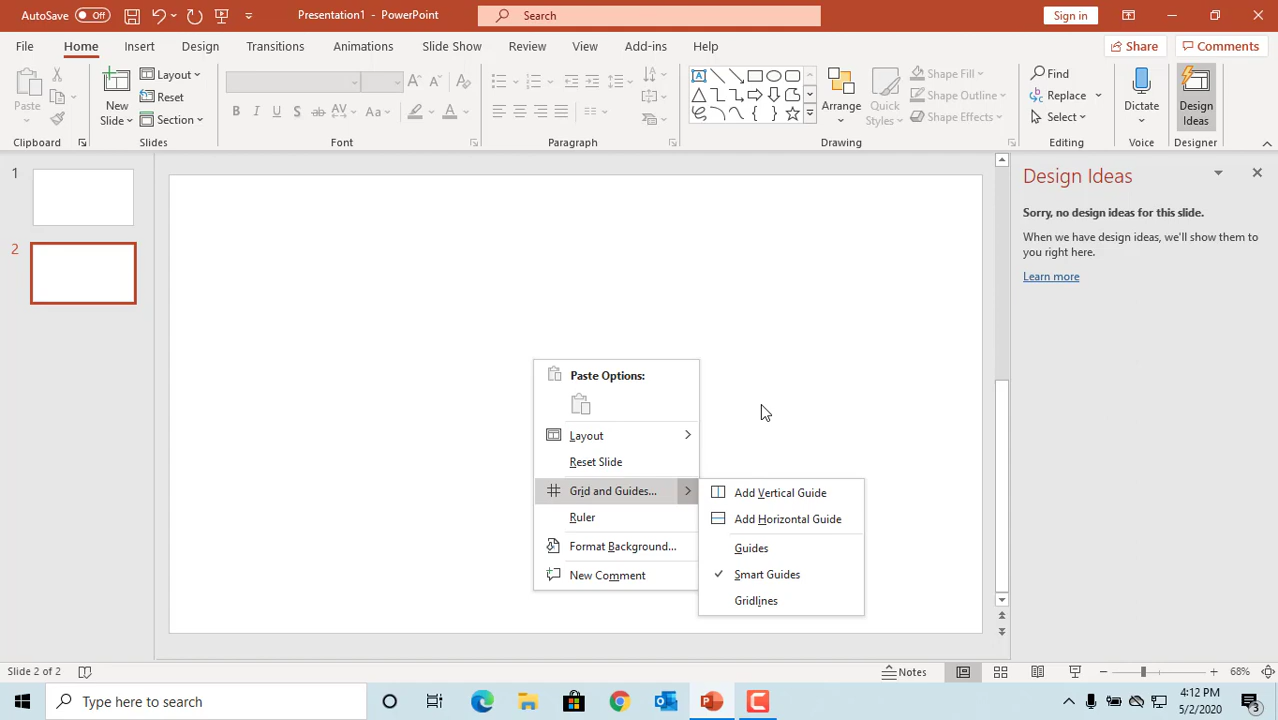 AutoSave Off Presentation1 - PowerPoint Search Sign in
File Home Insert Design Transitions Animations Slide Show Review View Add-ins Help Share Comments
Paste
Clipboard
New Slide
Layout
Reset
Section
Slides
B I U S ab AV Aa A
Font
Paragraph
Arrange
Quick Styles
Shape Fill
Shape Outline
Shape Effects
Drawing
Find
Replace
Select
Editing
Dictate
Voice
Design Ideas
Designer
1
2
Paste Options:
Layout
Reset Slide
Grid and Guides...
Ruler
Format Background...
New Comment
Add Vertical Guide
Add Horizontal Guide
Guides
Smart Guides
Gridlines
Design Ideas
Sorry, no design ideas for this slide.
When we have design ideas, we'll show them to
you right here.
Learn more
Slide 2 of 2 Notes 68%
Type here to search
4:12 PM
5/2/2020
3